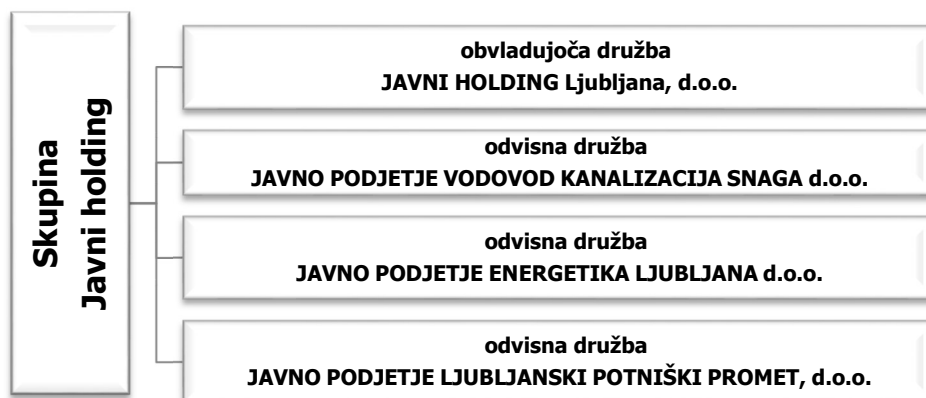 Skupina
Javni holding
obvladujoča družba
JAVNI HOLDING Ljubljana, d.o.o.
odvisna družba
JAVNO PODJETJE VODOVOD KANALIZACIJA SNAGA d.o.o.
odvisna družba
JAVNO PODJETJE ENERGETIKA LJUBLJANA d.o.o.
odvisna družba
JAVNO PODJETJE LJUBLJANSKI POTNIŠKI PROMET, d.o.o.